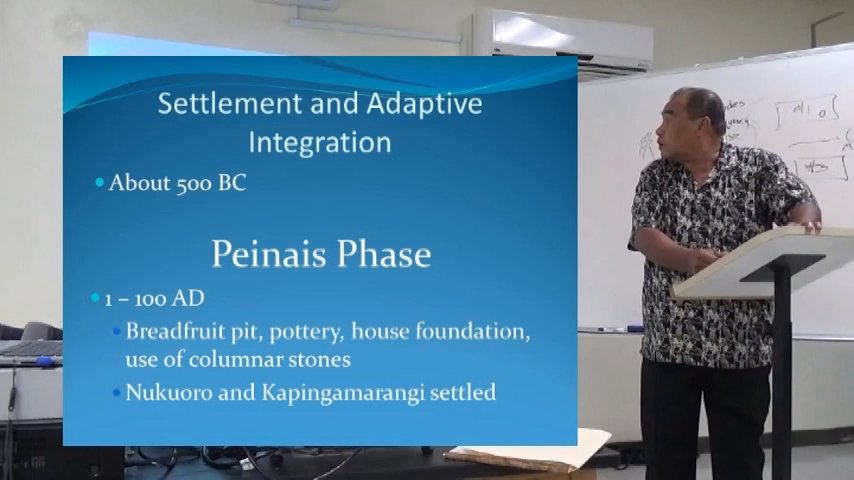 Settlement and Adaptive
Integration
• About 500 BC
Peinais Phase
• 1 – 100 AD
• Breadfruit pit, pottery, house foundation,
use of columnar stones
• Nukuoro and Kapingamarangi settled